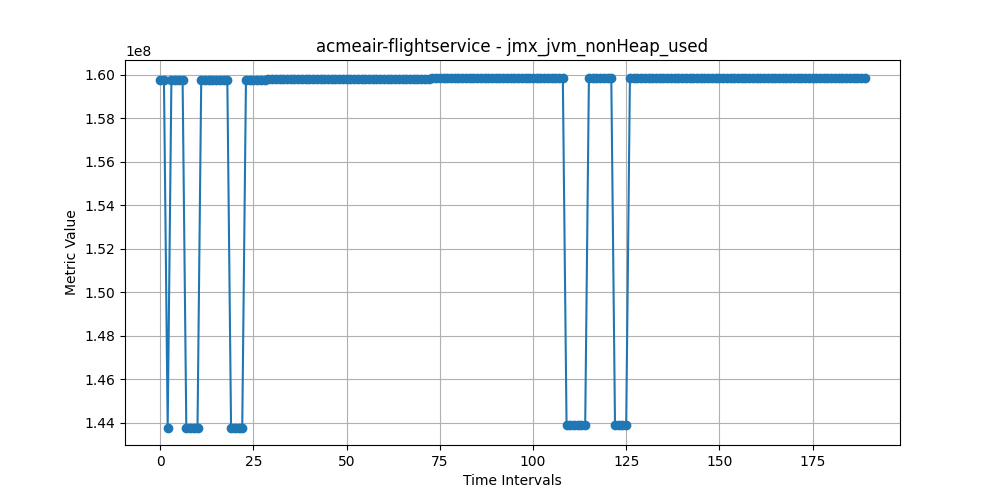 acmeair-flightservice - jmx_jvm_nonHeap_used
1e8
1.60
1.58
1.56
1.54
1.52
1.50
1.48
1.46
1.44
Metric Value
0 25 50 75 100 125 150 175
Time Intervals